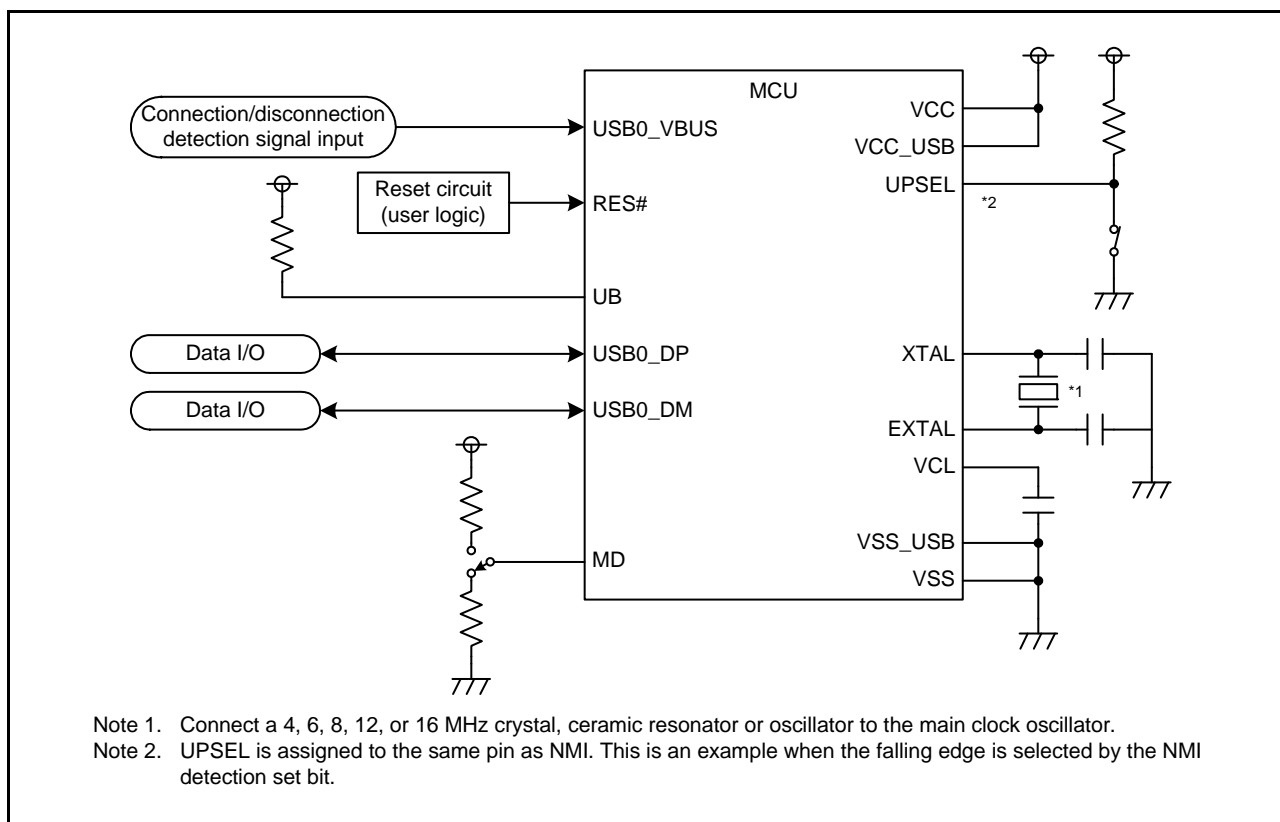 MCU
Connection/disconnection
detection signal input
USB0_VBUS
VCC
VCC_USB
UPSEL
*2
Reset circuit
(user logic)
RES#
UB
Data I/O
USB0_DP
XTAL
*1
Data I/O
USB0_DM
EXTAL
VCL
VSS_USB
MD
VSS
Note 1. Connect a 4, 6, 8, 12, or 16 MHz crystal, ceramic resonator or oscillator to the main clock oscillator.
Note 2. UPSEL is assigned to the same pin as NMI. This is an example when the falling edge is selected by the NMI
detection set bit.